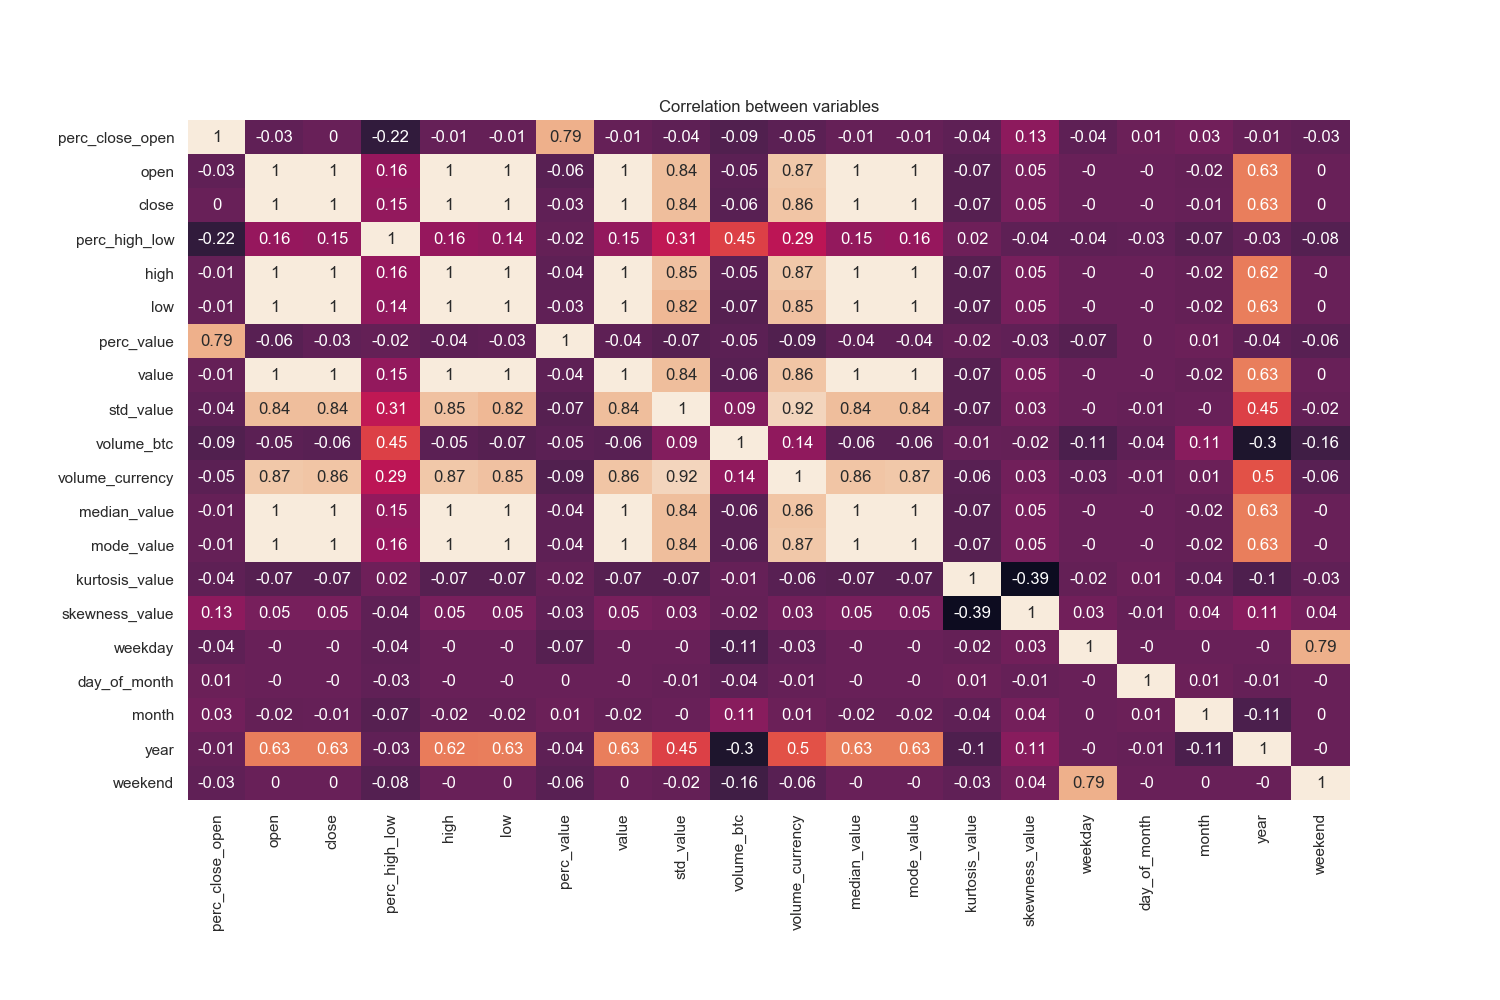 Correlation between variables
perc_close_open 1 -0.03 0 -0.22 -0.01 -0.01 0.79 -0.01 -0.04 -0.09 -0.05 -0.01 -0.01 -0.04 0.13 -0.04 0.01 0.03 -0.01 -0.03
open -0.03 1 1 0.16 1 1 -0.06 1 0.84 -0.05 0.87 1 1 -0.07 0.05 -0 -0 -0.02 0.63 0
close 0 1 1 0.15 1 1 -0.03 1 0.84 -0.06 0.86 1 1 -0.07 0.05 -0 -0 -0.01 0.63 0
perc_high_low -0.22 0.16 0.15 1 0.16 0.14 -0.02 0.15 0.31 0.45 0.29 0.15 0.16 0.02 -0.04 -0.04 -0.03 -0.07 -0.03 -0.08
high -0.01 1 1 0.16 1 1 -0.04 1 0.85 -0.05 0.87 1 1 -0.07 0.05 -0 -0 -0.02 0.62 -0
low -0.01 1 1 0.14 1 1 -0.03 1 0.82 -0.07 0.85 1 1 -0.07 0.05 -0 -0 -0.02 0.63 0
perc_value 0.79 -0.06 -0.03 -0.02 -0.04 -0.03 1 -0.04 -0.07 -0.05 -0.09 -0.04 -0.04 -0.02 -0.03 -0.07 0 0.01 -0.04 -0.06
value -0.01 1 1 0.15 1 1 -0.04 1 0.84 -0.06 0.86 1 1 -0.07 0.05 -0 -0 -0.02 0.63 0
std_value -0.04 0.84 0.84 0.31 0.85 0.82 -0.07 0.84 1 0.09 0.92 0.84 0.84 -0.07 0.03 -0 -0.01 -0 0.45 -0.02
volume_btc -0.09 -0.05 -0.06 0.45 -0.05 -0.07 -0.05 -0.06 0.09 1 0.14 -0.06 -0.06 -0.01 -0.02 -0.11 -0.04 0.11 -0.3 -0.16
volume_currency -0.05 0.87 0.86 0.29 0.87 0.85 -0.09 0.86 0.92 0.14 1 0.86 0.87 -0.06 0.03 -0.03 -0.01 0.01 0.5 -0.06
median_value -0.01 1 1 0.15 1 1 -0.04 1 0.84 -0.06 0.86 1 1 -0.07 0.05 -0 -0 -0.02 0.63 -0
mode_value -0.01 1 1 0.16 1 1 -0.04 1 0.84 -0.06 0.87 1 1 -0.07 0.05 -0 -0 -0.02 0.63 -0
kurtosis_value -0.04 -0.07 -0.07 0.02 -0.07 -0.07 -0.02 -0.07 -0.07 -0.01 -0.06 -0.07 -0.07 1 -0.39 -0.02 0.01 -0.04 -0.1 -0.03
skewness_value 0.13 0.05 0.05 -0.04 0.05 0.05 -0.03 0.05 0.03 -0.02 0.03 0.05 0.05 -0.39 1 0.03 -0.01 0.04 0.11 0.04
weekday -0.04 -0 -0 -0.04 -0 -0 -0.07 -0 -0 -0.11 -0.03 -0 -0 -0.02 0.03 1 -0 0 -0 0.79
day_of_month 0.01 -0 -0 -0.03 -0 -0 0 -0 -0.01 -0.04 -0.01 -0 -0 0.01 -0.01 -0 1 0.01 -0.01 -0
month 0.03 -0.02 -0.01 -0.07 -0.02 -0.02 0.01 -0.02 -0 0.11 0.01 -0.02 -0.02 -0.04 0.04 0 0.01 1 -0.11 0
year -0.01 0.63 0.63 -0.03 0.62 0.63 -0.04 0.63 0.45 -0.3 0.5 0.63 0.63 -0.1 0.11 -0 -0.01 -0.11 1 -0
weekend -0.03 0 0 -0.08 -0 0 -0.06 0 -0.02 -0.16 -0.06 -0 -0 -0.03 0.04 0.79 -0 0 -0 1
perc_close_open
open
close
perc_high_low
high
low
perc_value
value
std_value
volume_btc
volume_currency
median_value
mode_value
kurtosis_value
skewness_value
weekday
day_of_month
month
year
weekend